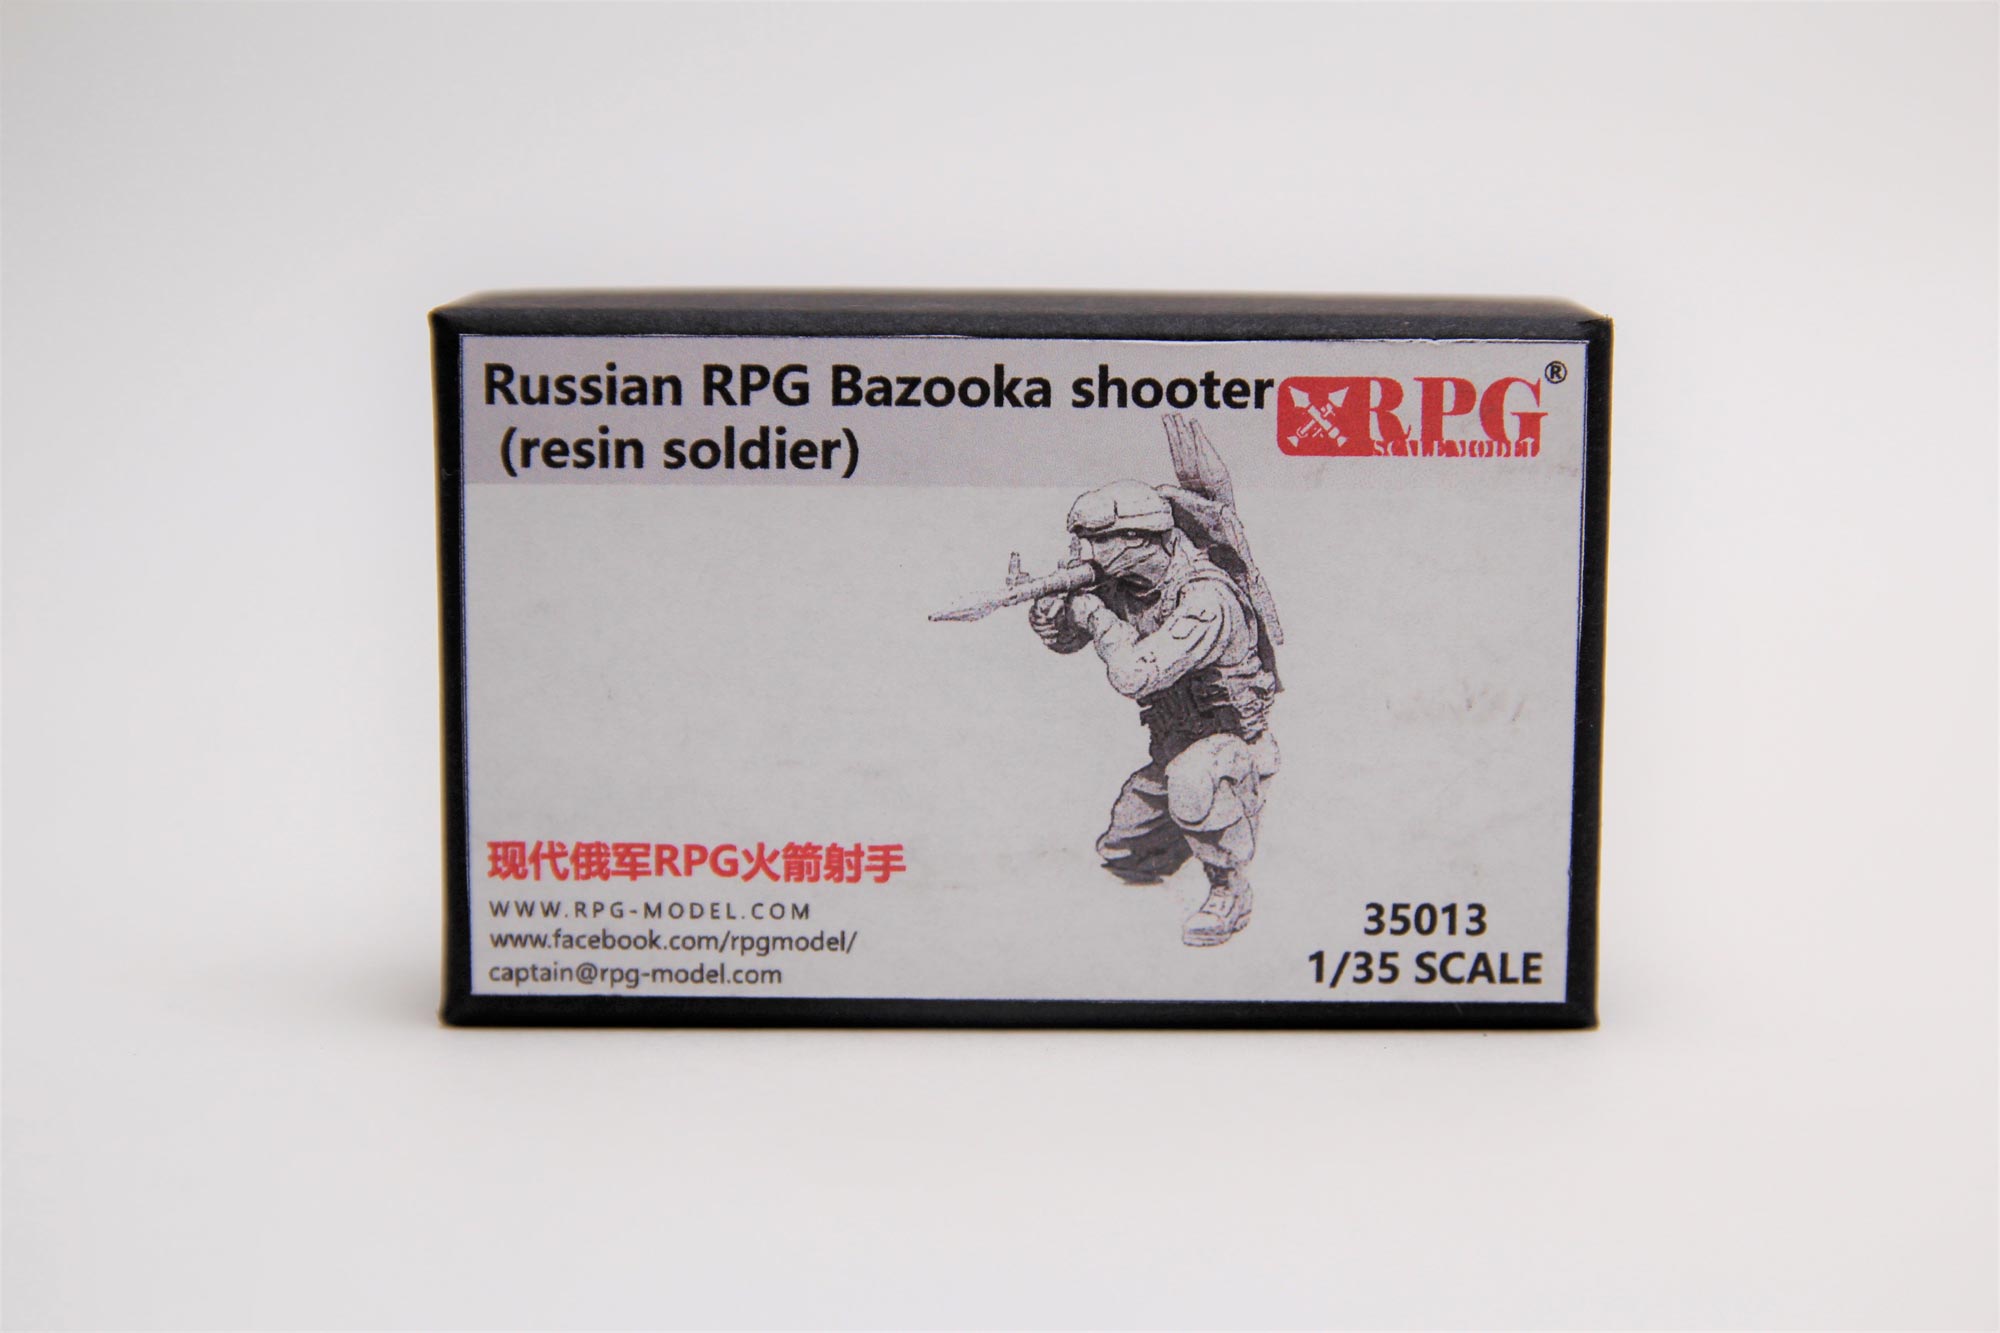 Russian RPG Bazooka shooter
(resin soldier)
RPG®
SCALE MODEL
现代俄军RPG火箭射手
WWW.RPG-MODEL.COM
www.facebook.com/rpgmodel/
captain@rpg-model.com
35013
1/35 SCALE